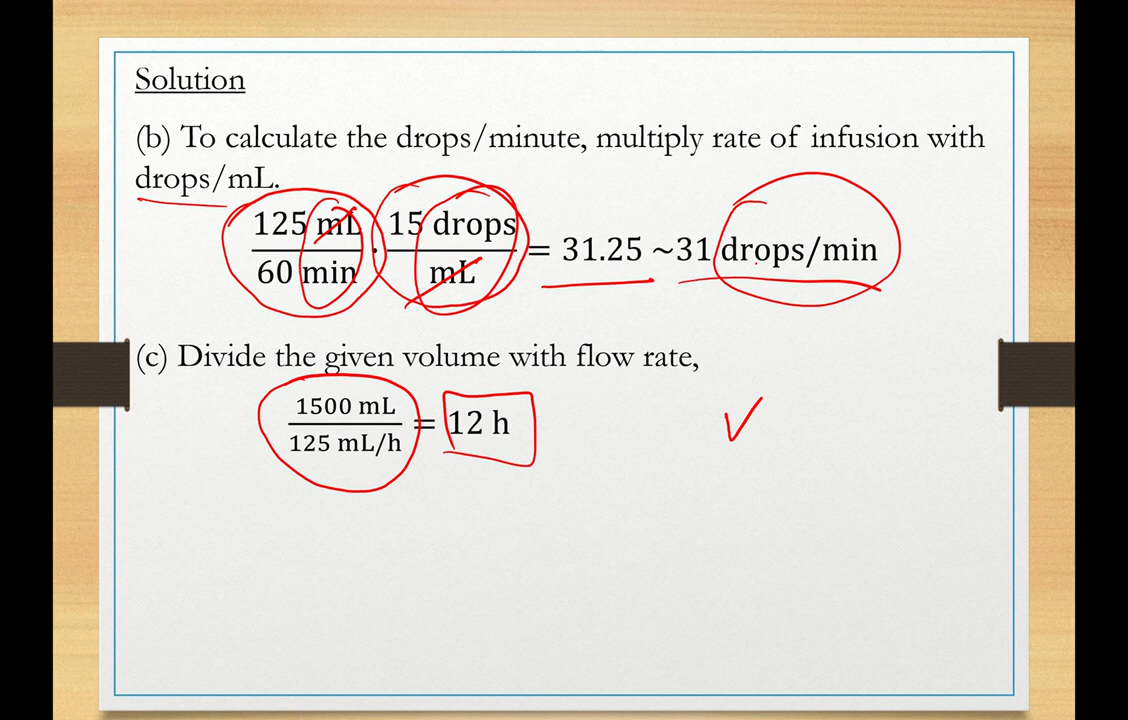 Solution
(b) To calculate the drops/minute, multiply rate of infusion with
drops/mL.
125 mL / 60 min · 15 drops / mL = 31.25 ~31 drops/min
(c) Divide the given volume with flow rate,
1500 mL / 125 mL/h = 12 h